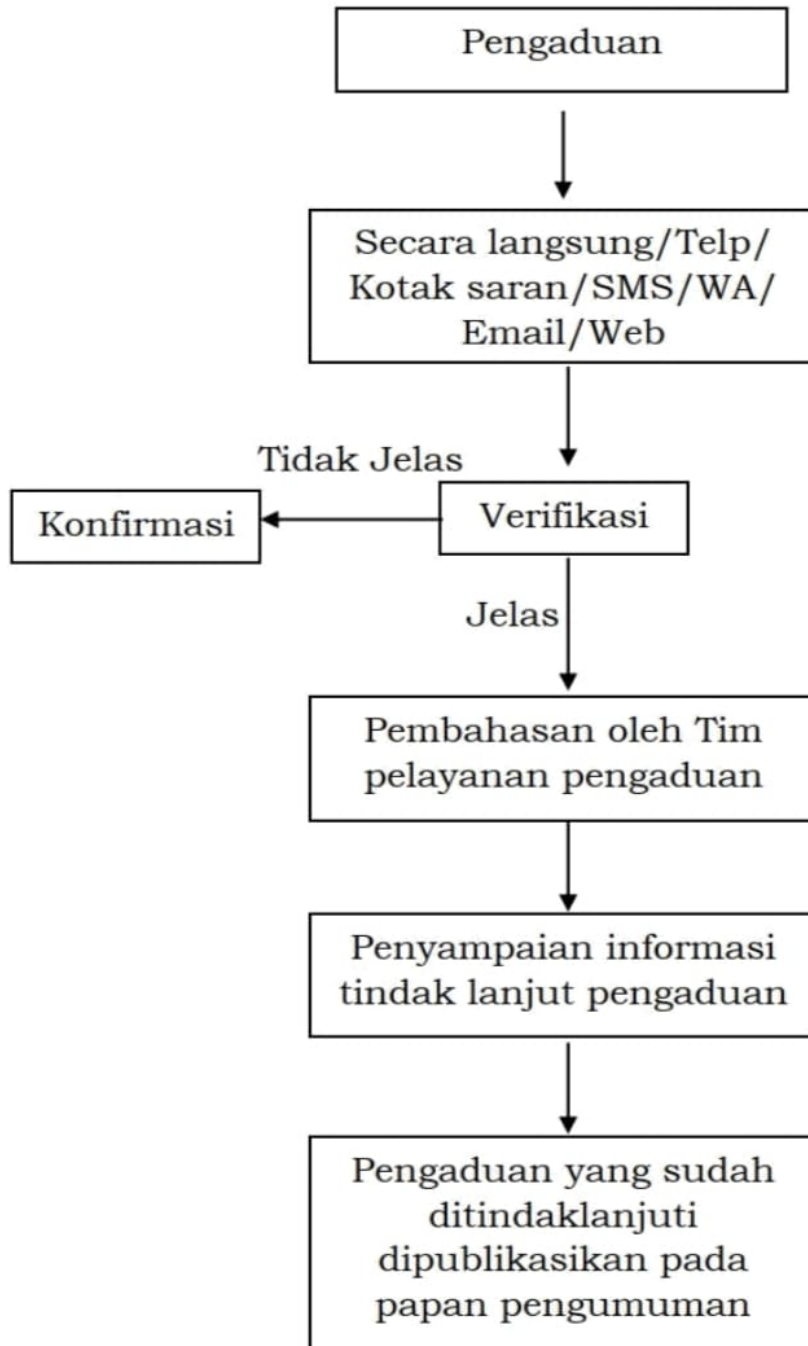 Pengaduan
Secara langsung/Telp/
Kotak saran/SMS/WA/
Email/Web
Tidak Jelas
Konfirmasi
Verifikasi
Jelas
Pembahasan oleh Tim
pelayanan pengaduan
Penyampaian informasi
tindak lanjut pengaduan
Pengaduan yang sudah
ditindaklanjuti
dipublikasikan pada
papan pengumuman